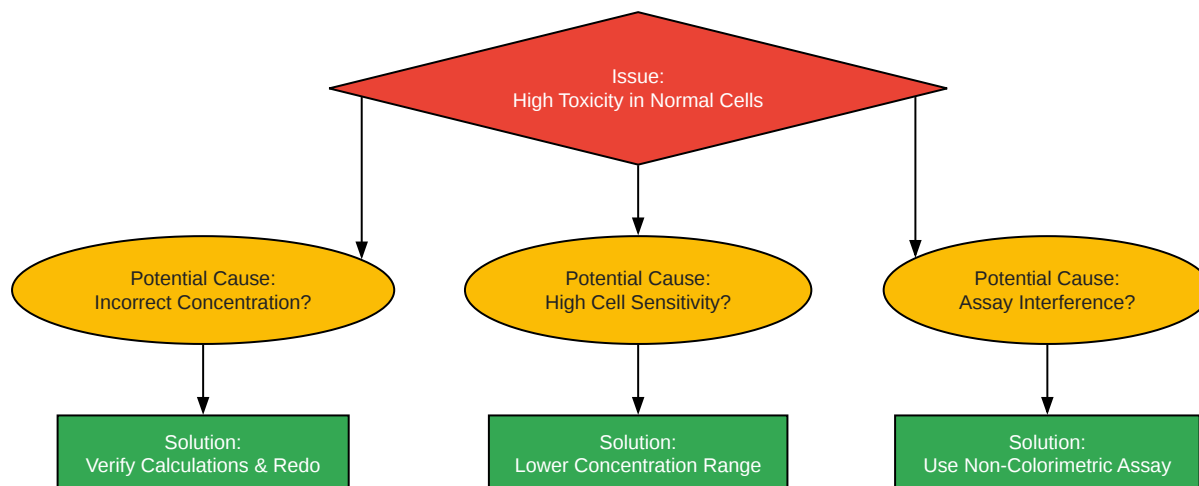 Issue:
High Toxicity in Normal Cells
Potential Cause:
Incorrect Concentration?
Potential Cause:
High Cell Sensitivity?
Potential Cause:
Assay Interference?
Solution:
Verify Calculations & Redo
Solution:
Lower Concentration Range
Solution:
Use Non-Colorimetric Assay